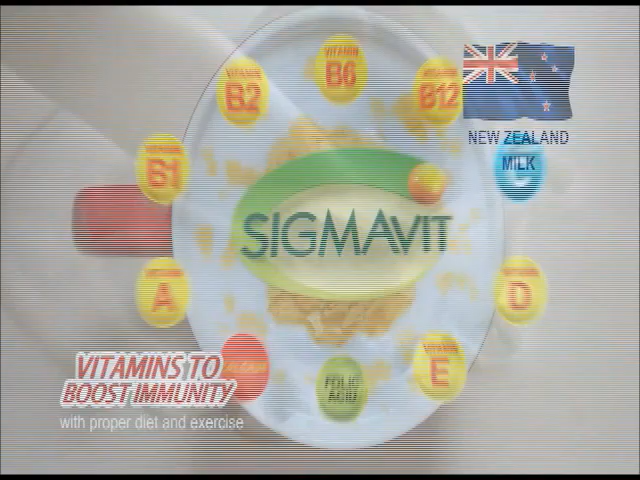 VITAMIN
B6
VITAMIN
B2
VITAMIN
B12
NEW ZEALAND
MILK
VITAMIN
B1
SIGMAVIT
VITAMIN
A
VITAMIN
D
VITAMIN
E
FOLIC
ACID
VITAMINS TO
BOOST IMMUNITY
with proper diet and exercise